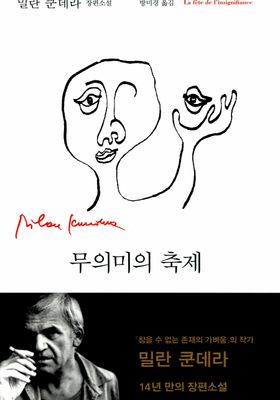 밀란 쿤데라 장편소설
방미경 옮김
La fête de l'insignifiance
Milan Kundera
무의미의 축제
『참을 수 없는 존재의 가벼움』의 작가
밀란 쿤데라
14년 만의 장편소설